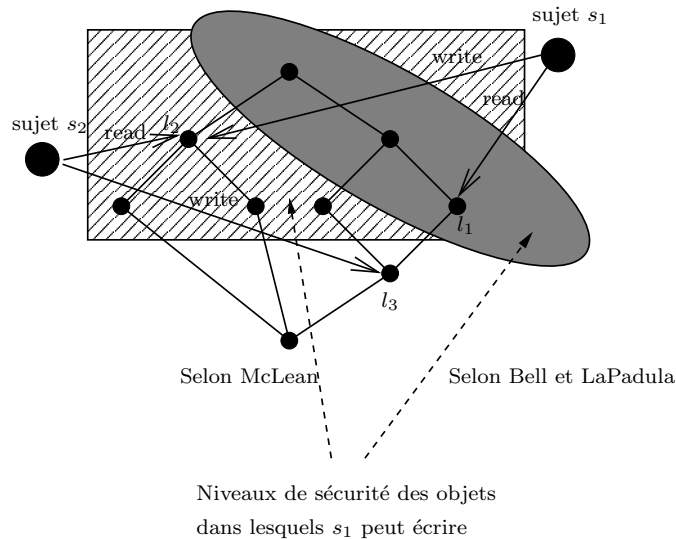 sujet s₁
write
read
sujet s₂
read
l₂
write
l₁
l₃
Selon McLean
Selon Bell et LaPadula
Niveaux de sécurité des objets
dans lesquels s₁ peut écrire